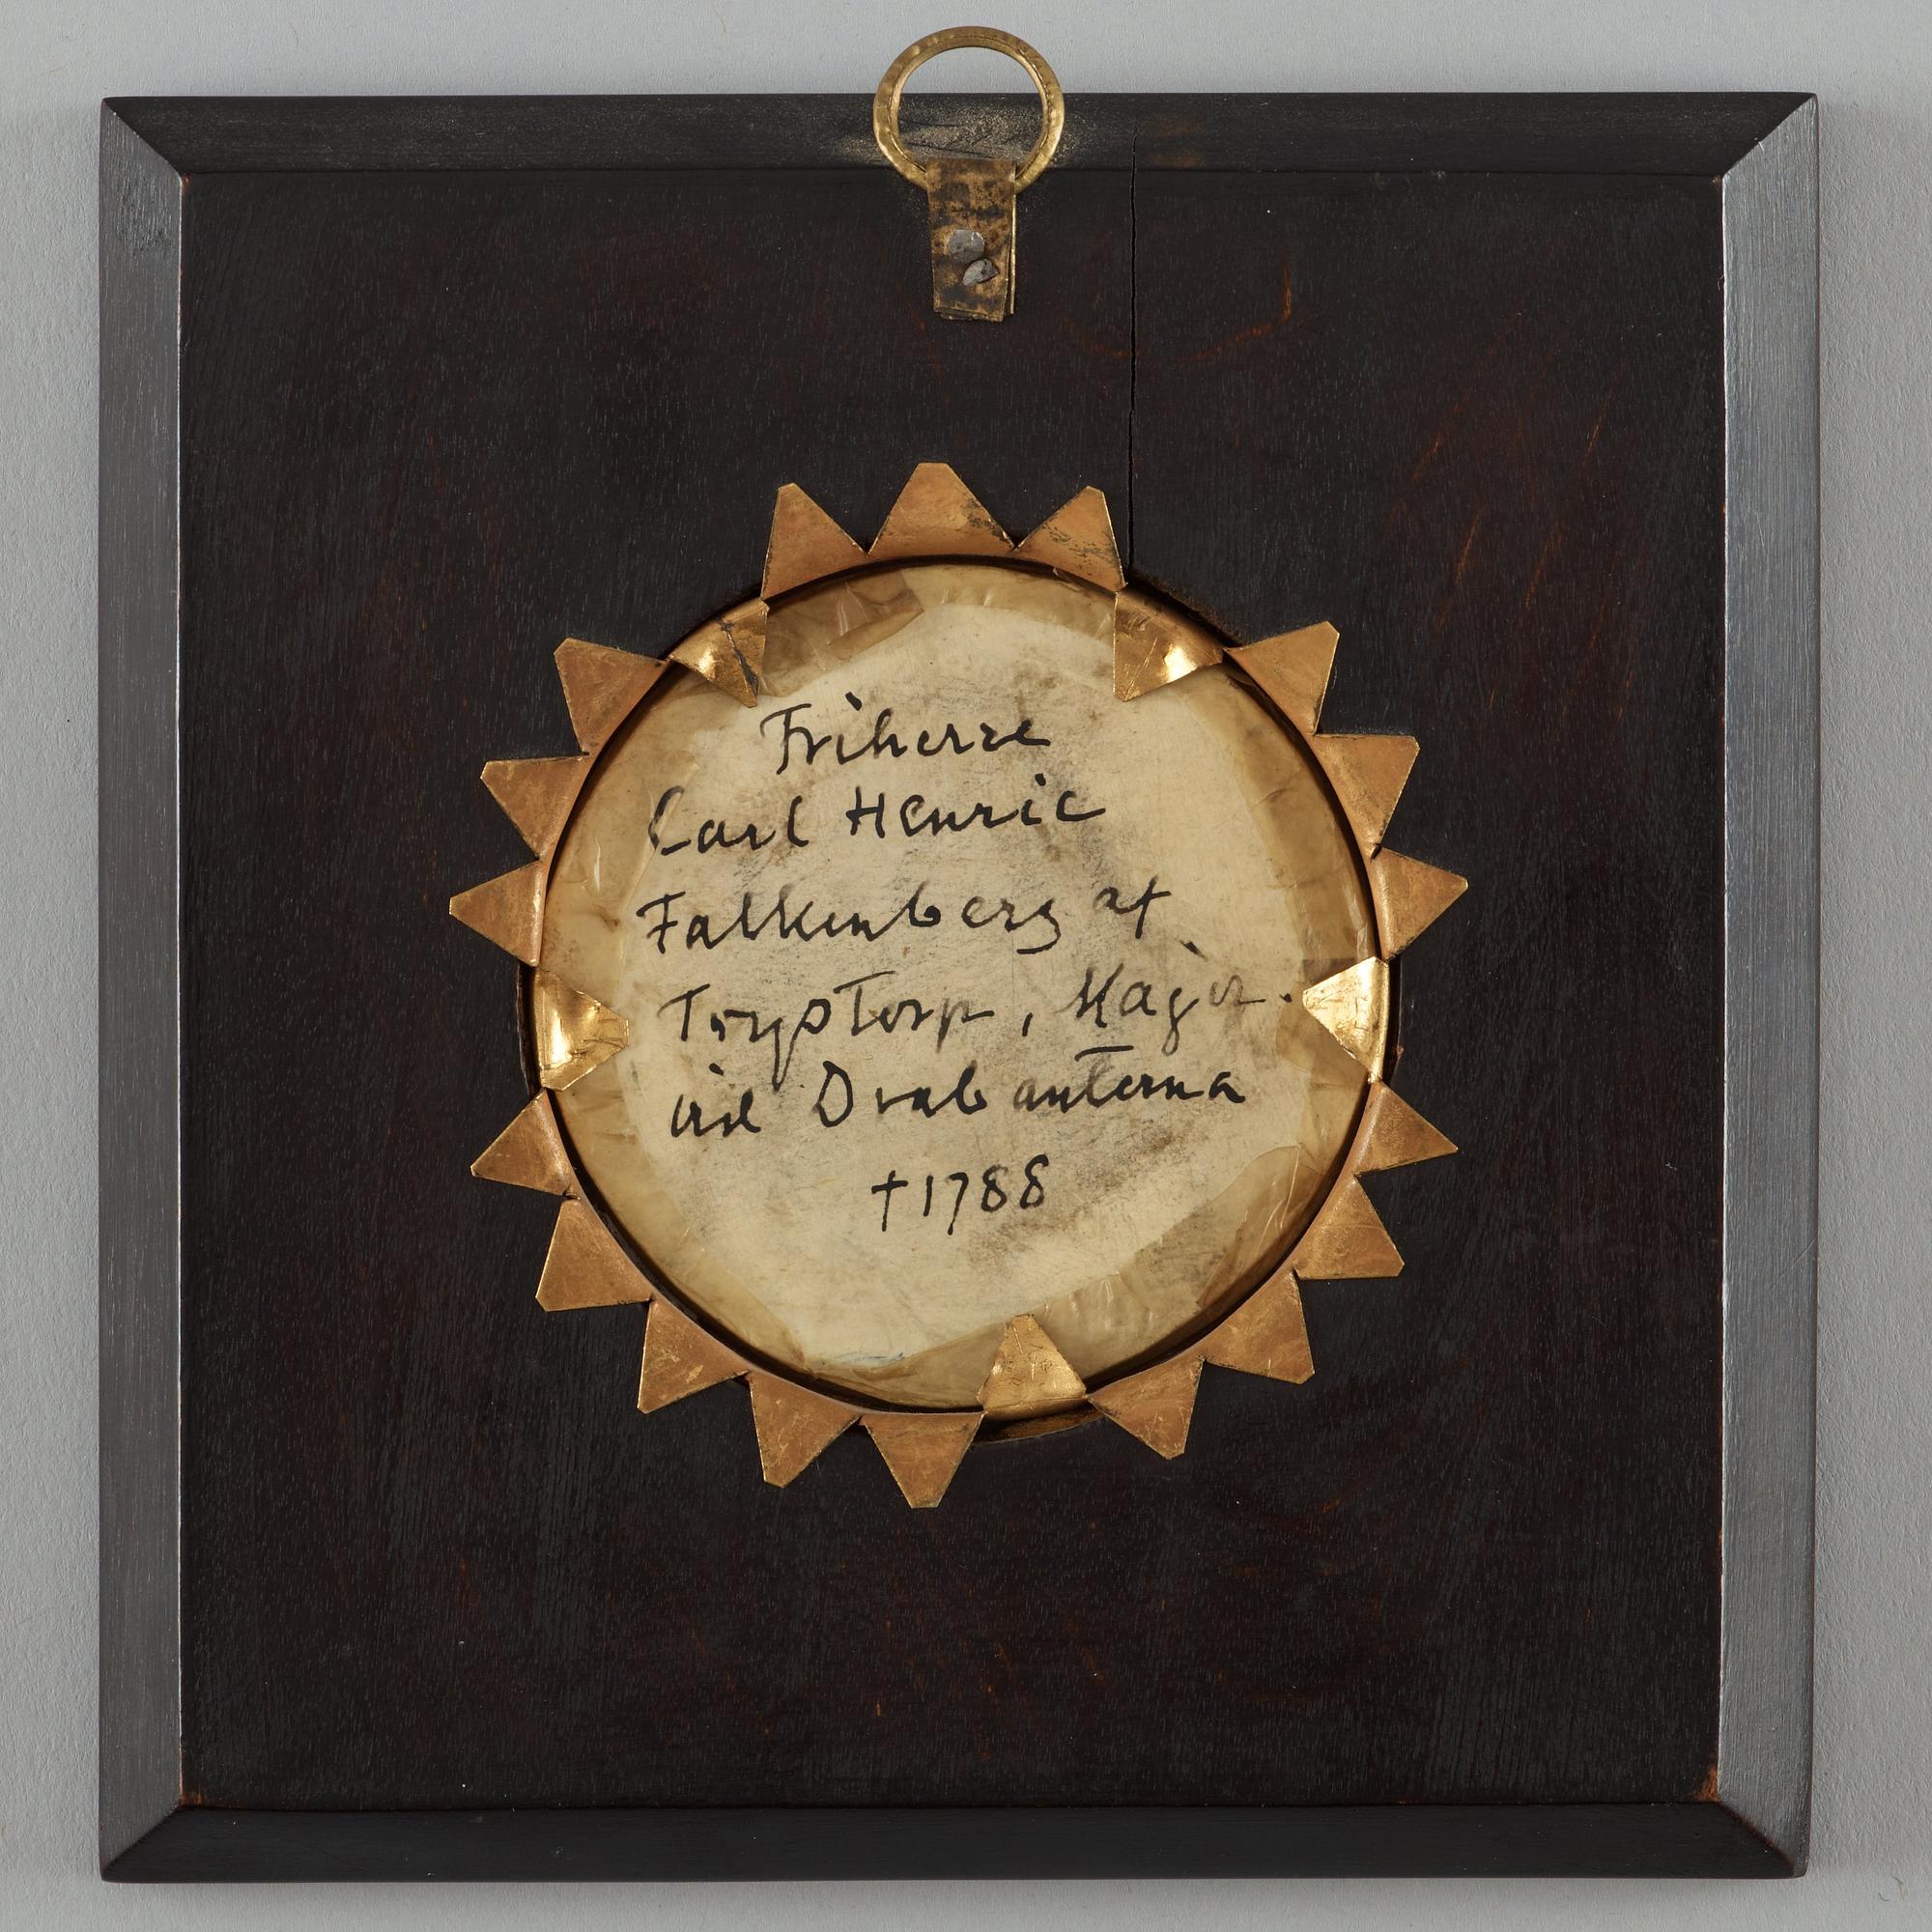 Friherre
Carl Henric
Falkenberg af
Trystorp, Major.
vid Drabanterna
†1788